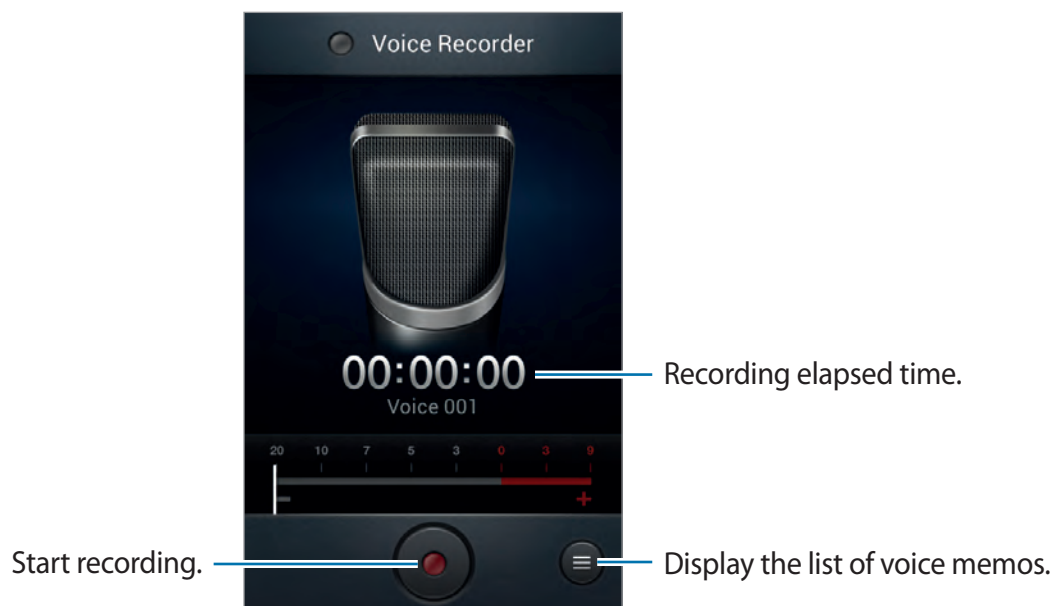 Voice Recorder
00:00:00
Recording elapsed time.
Voice 001
20 10 7 5 3 0 3 9
- +
Start recording.
Display the list of voice memos.